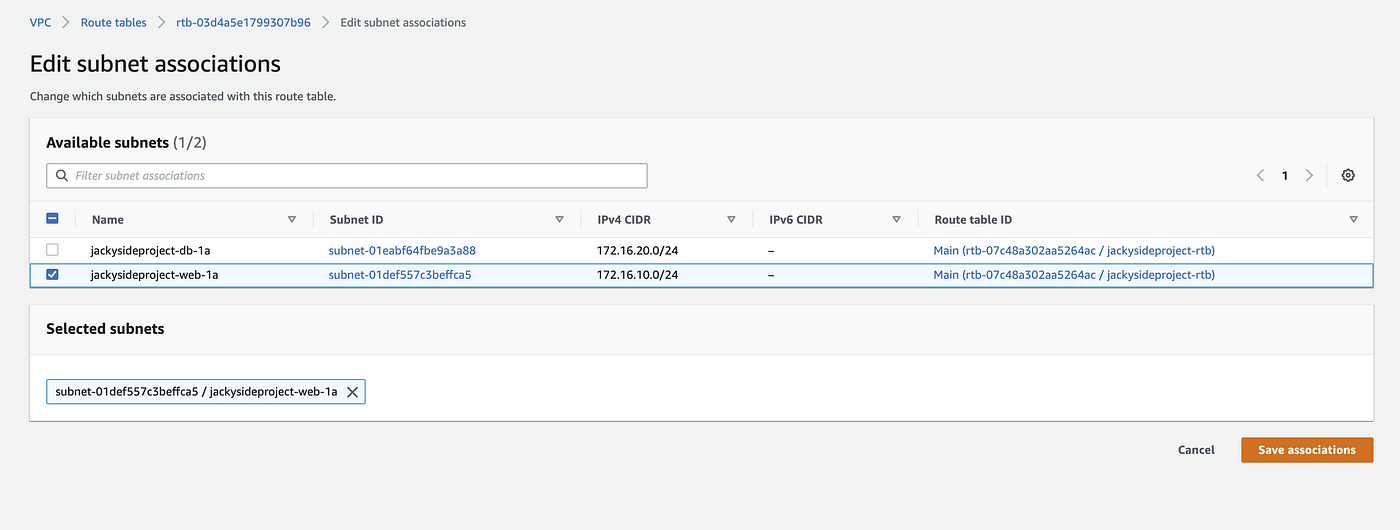 VPC > Route tables > rtb-03d4a5e1799307b96 > Edit subnet associations
Edit subnet associations
Change which subnets are associated with this route table.
Available subnets (1/2)
Filter subnet associations
1
Name Subnet ID IPv4 CIDR IPv6 CIDR Route table ID
jackysideproject-db-1a subnet-01eabf64fbe9a3a88 172.16.20.0/24 – Main (rtb-07c48a302aa5264ac / jackysideproject-rtb)
jackysideproject-web-1a subnet-01def557c3beffca5 172.16.10.0/24 – Main (rtb-07c48a302aa5264ac / jackysideproject-rtb)
Selected subnets
subnet-01def557c3beffca5 / jackysideproject-web-1a
Cancel Save associations